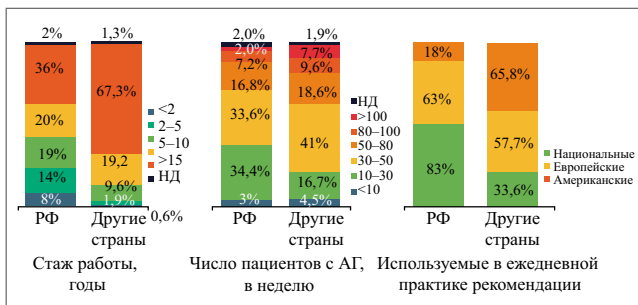 2%
36%
20%
19%
14%
8%
РФ
1,3%
67,3%
19,2
9,6%
1,9%
0,6%
Другие
страны
<2
2–5
5–10
>15
НД
Стаж работы,
годы
2,0%
2,0%
7,2%
16,8%
33,6%
34,4%
3%
РФ
1,9%
7,7%
9,6%
18,6%
41%
16,7%
4,5%
Другие
страны
НД
>100
80–100
50–80
30–50
10–30
<10
Число пациентов с АГ,
в неделю
18%
63%
83%
РФ
65,8%
57,7%
33,6%
Другие
страны
Национальные
Европейские
Американские
Используемые в ежедневной
практике рекомендации